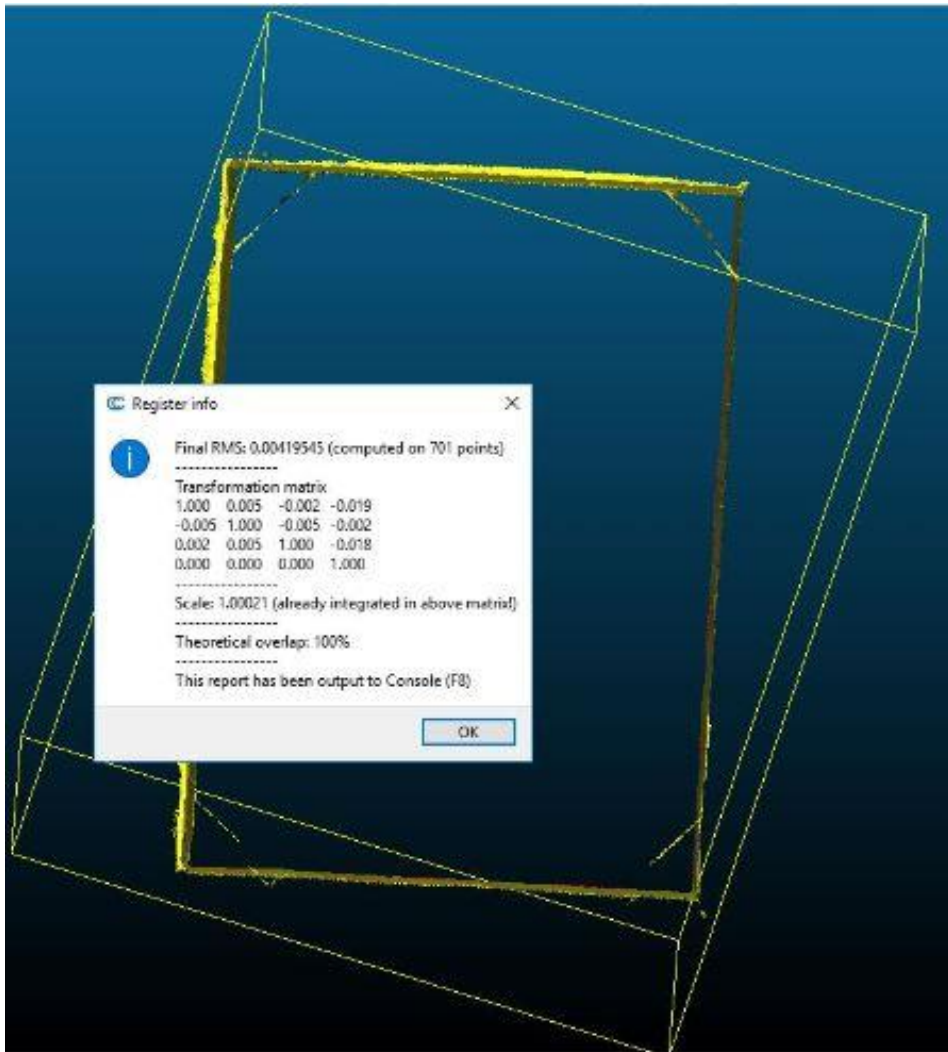 Register info
Final RMS: 0.00419545 (computed on 701 points)
----------------
Transformation matrix
1.000 0.005 -0.002 -0.019
-0.005 1.000 -0.005 -0.002
0.002 0.005 1.000 -0.018
0.000 0.000 0.000 1.000
----------------
Scale: 1.00021 (already integrated in above matrix!)
----------------
Theoretical overlap: 100%
----------------
This report has been output to Console (F8)
OK